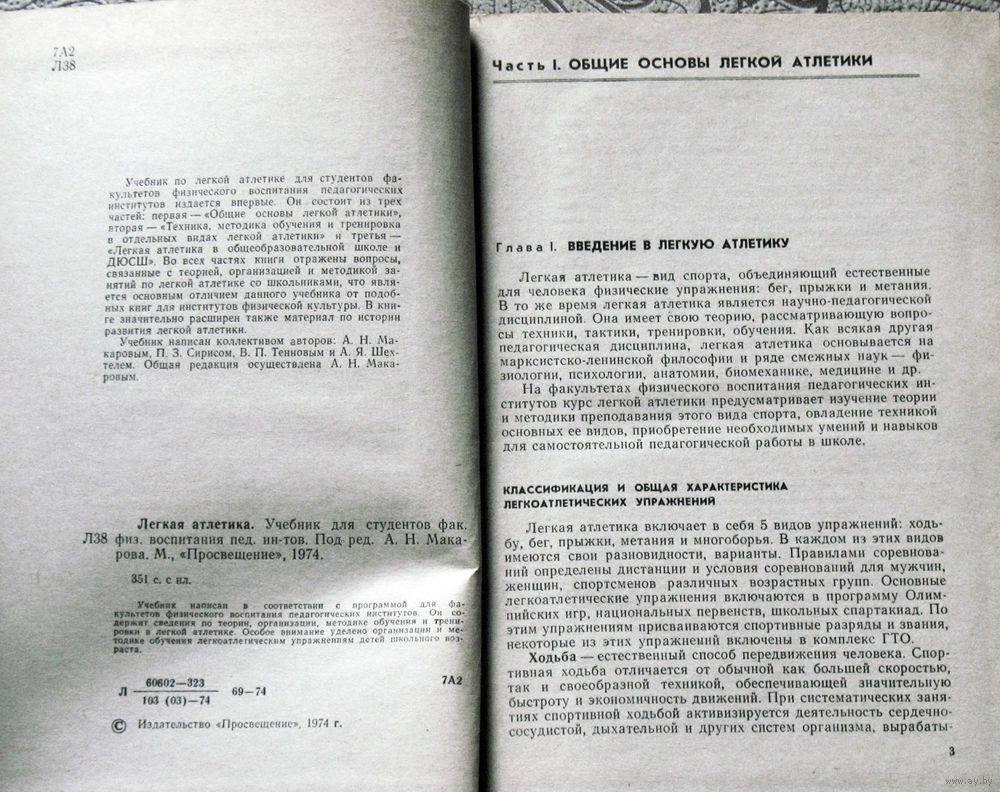 7А2
Л38
Учебник по легкой атлетике для студентов фа-
культетов физического воспитания педагогических
институтов издается впервые. Он состоит из трех
частей: первая — «Общие основы легкой атлетики»,
вторая — «Техника, методика обучения и тренировка
в отдельных видах легкой атлетики» и третья —
«Легкая атлетика в общеобразовательной школе и
ДЮСШ». Во всех частях книги отражены вопросы,
связанные с теорией, организацией и методикой за-
нятий по легкой атлетике со школьниками, что явля-
ется основным отличием данного учебника от подоб-
ных книг для институтов физической культуры. В кни-
ге значительно расширен также материал по истории
развития легкой атлетики.
Учебник написан коллективом авторов: А. Н. Ма-
каровым, П. З. Сирисом, В. П. Тенновым и А. Я. Шех-
телем. Общая редакция осуществлена А. Н. Мака-
ровым.
Легкая атлетика. Учебник для студентов фак.
Л38 физ. воспитания пед. ин-тов. Под ред. А. Н. Мака-
рова. М., «Просвещение», 1974.
351 с. с ил.
Учебник написан в соответствии с программой для фа-
культетов физического воспитания педагогических институтов. Он со-
держит сведения по теории, организации, методике обучения и трени-
ровки в легкой атлетике. Особое внимание уделено организации и ме-
тодике обучения легкоатлетическим упражнениям детей школьного воз-
раста.
60602—323
Л 69—74 7А2
103 (03)—74
© Издательство «Просвещение», 1974 г.
Часть I. ОБЩИЕ ОСНОВЫ ЛЕГКОЙ АТЛЕТИКИ
Глава I. ВВЕДЕНИЕ В ЛЕГКУЮ АТЛЕТИКУ
Легкая атлетика — вид спорта, объединяющий естественные
для человека физические упражнения: бег, прыжки и метания.
В то же время легкая атлетика является научно-педагогической
дисциплиной. Она имеет свою теорию, рассматривающую вопро-
сы техники, тактики, тренировки, обучения. Как всякая другая
педагогическая дисциплина, легкая атлетика основывается на
марксистско-ленинской философии и ряде смежных наук — фи-
зиологии, психологии, анатомии, биомеханике, медицине и др.
На факультетах физического воспитания педагогических ин-
ститутов курс легкой атлетики предусматривает изучение теории
и методики преподавания этого вида спорта, овладение техникой
основных ее видов, приобретение необходимых умений и навыков
для самостоятельной педагогической работы в школе.
КЛАССИФИКАЦИЯ И ОБЩАЯ ХАРАКТЕРИСТИКА
ЛЕГКОАТЛЕТИЧЕСКИХ УПРАЖНЕНИЙ
Легкая атлетика включает в себя 5 видов упражнений: ходь-
бу, бег, прыжки, метания и многоборья. В каждом из этих видов
имеются свои разновидности, варианты. Правилами соревнова-
ний определены дистанции и условия соревнований для мужчин,
женщин, спортсменов различных возрастных групп. Основные
легкоатлетические упражнения включаются в программу Олим-
пийских игр, национальных первенств, школьных спартакиад. По
этим упражнениям присваиваются спортивные разряды и звания,
некоторые из этих упражнений включены в комплекс ГТО.
Ходьба — естественный способ передвижения человека. Спор-
тивная ходьба отличается от обычной как большей скоростью,
так и своеобразной техникой, обеспечивающей значительную
быстроту и экономичность движений. При систематических заня-
тиях спортивной ходьбой активизируется деятельность сердечно-
сосудистой, дыхательной и других систем организма, вырабаты-
3
www.ay.by